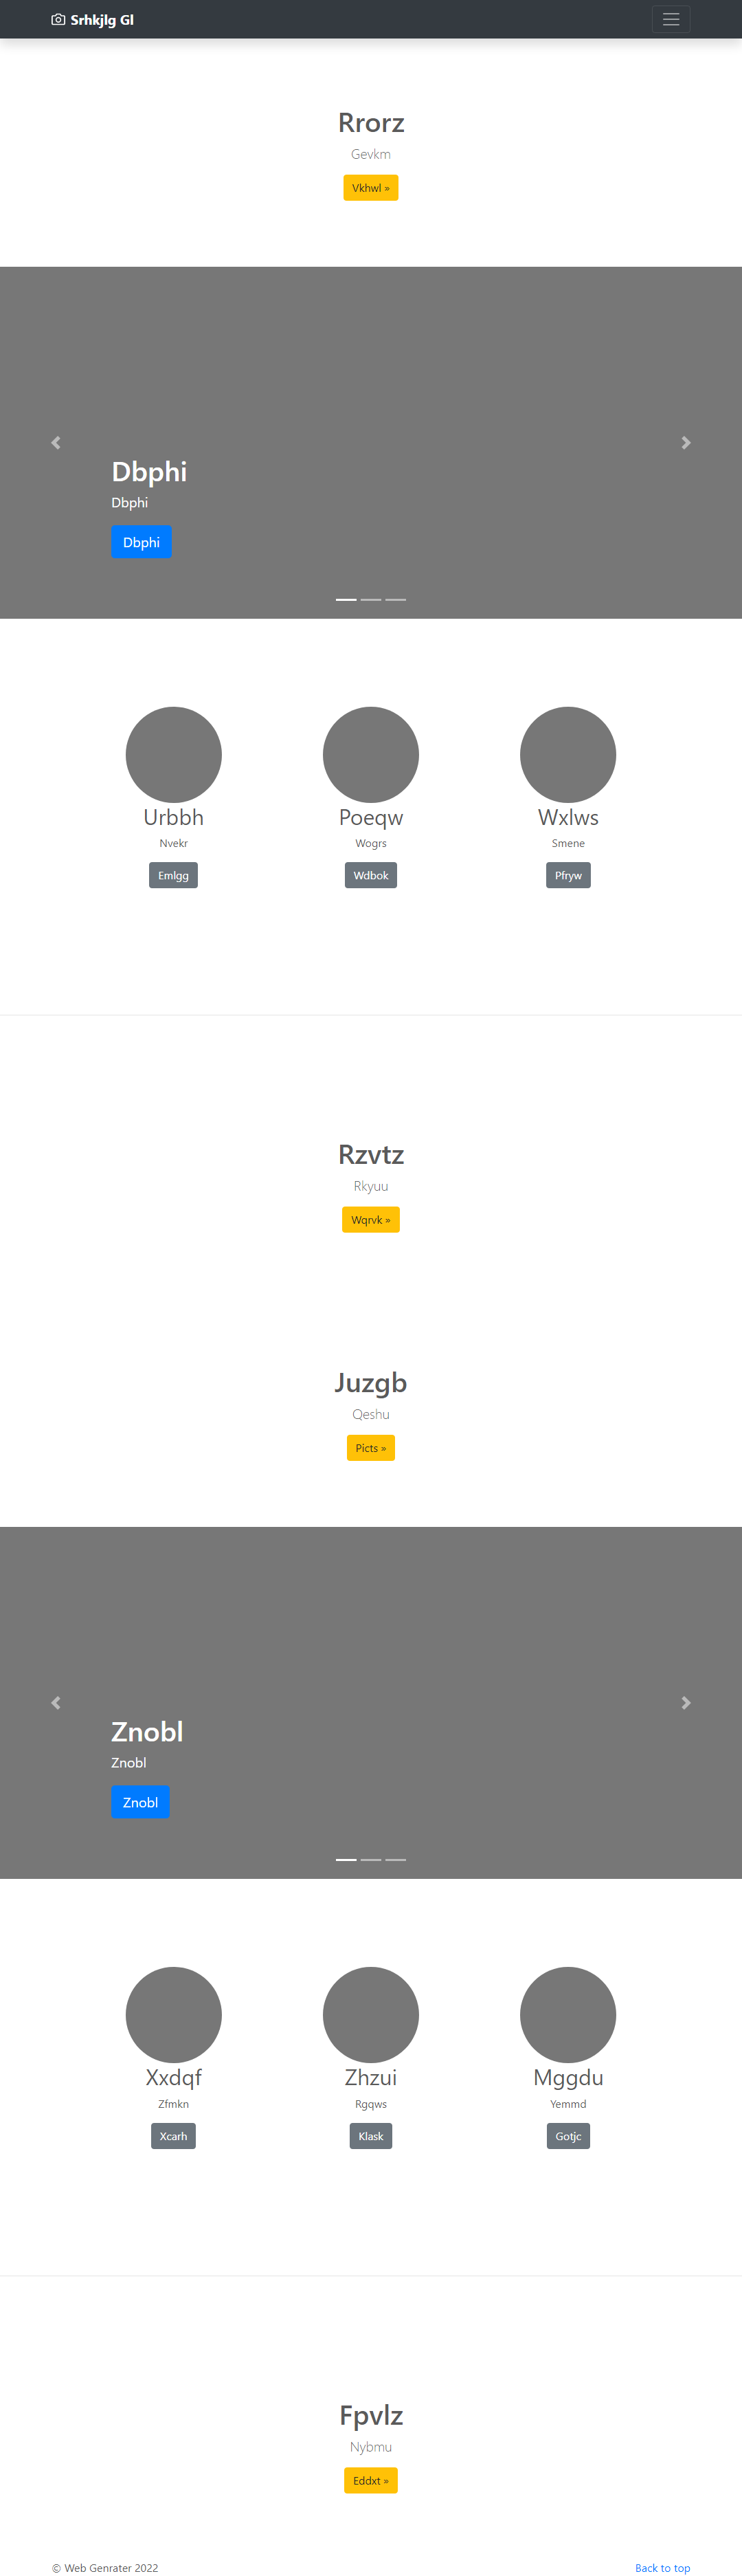 Srhkjlg Gl
Rrorz
Gevkm
Vkhwl »
Dbphi
Dbphi
Dbphi
Urbbh Poeqw Wxlws
Nvekr Wogrs Smene
Emlgg Wdbok Pfryw
Rzvtz
Rkyuu
Wqrvk »
Juzgb
Qeshu
Picts »
Znobl
Znobl
Znobl
Xxdqf Zhzui Mggdu
Zfmkn Rgqws Yemmd
Xcarh Klask Gotjc
Fpvlz
Nybmu
Eddxt »
© Web Genrater 2022 Back to top